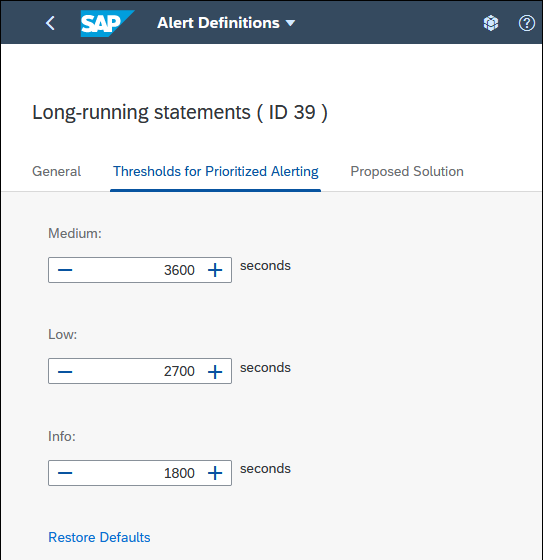 SAP Alert Definitions
Long-running statements ( ID 39 )
General Thresholds for Prioritized Alerting Proposed Solution
Medium:
3600 seconds
Low:
2700 seconds
Info:
1800 seconds
Restore Defaults